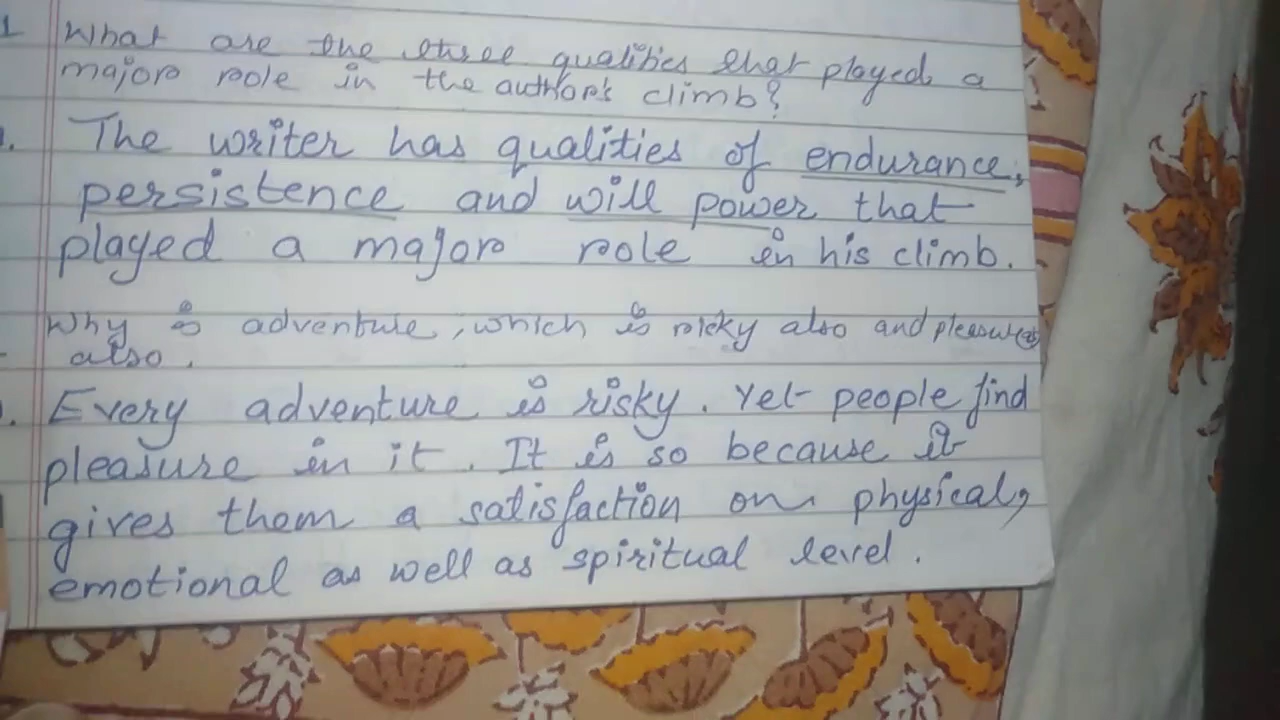 1 What are the three qualities that played a
major role in the author's climb?
. The writer has qualities of endurance,
persistence and will power that
played a major role in his climb.
Why is adventure, which is risky also and pleasure
also.
. Every adventure is risky. Yet people find
pleasure in it. It is so because it
gives them a satisfaction on physical,
emotional as well as spiritual level.